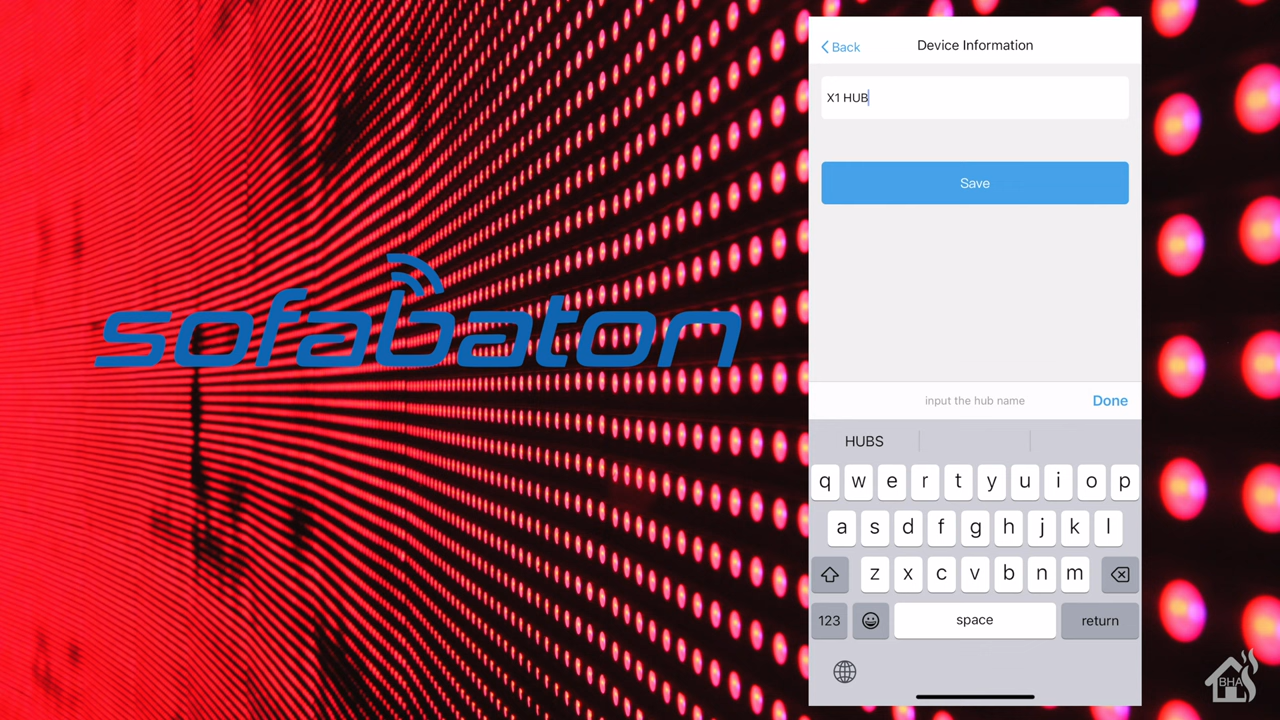 sofabaton
Back
Device Information
X1 HUB
Save
input the hub name
Done
HUBS
q w e r t y u i o p
a s d f g h j k l
z x c v b n m
123 space return
BHA